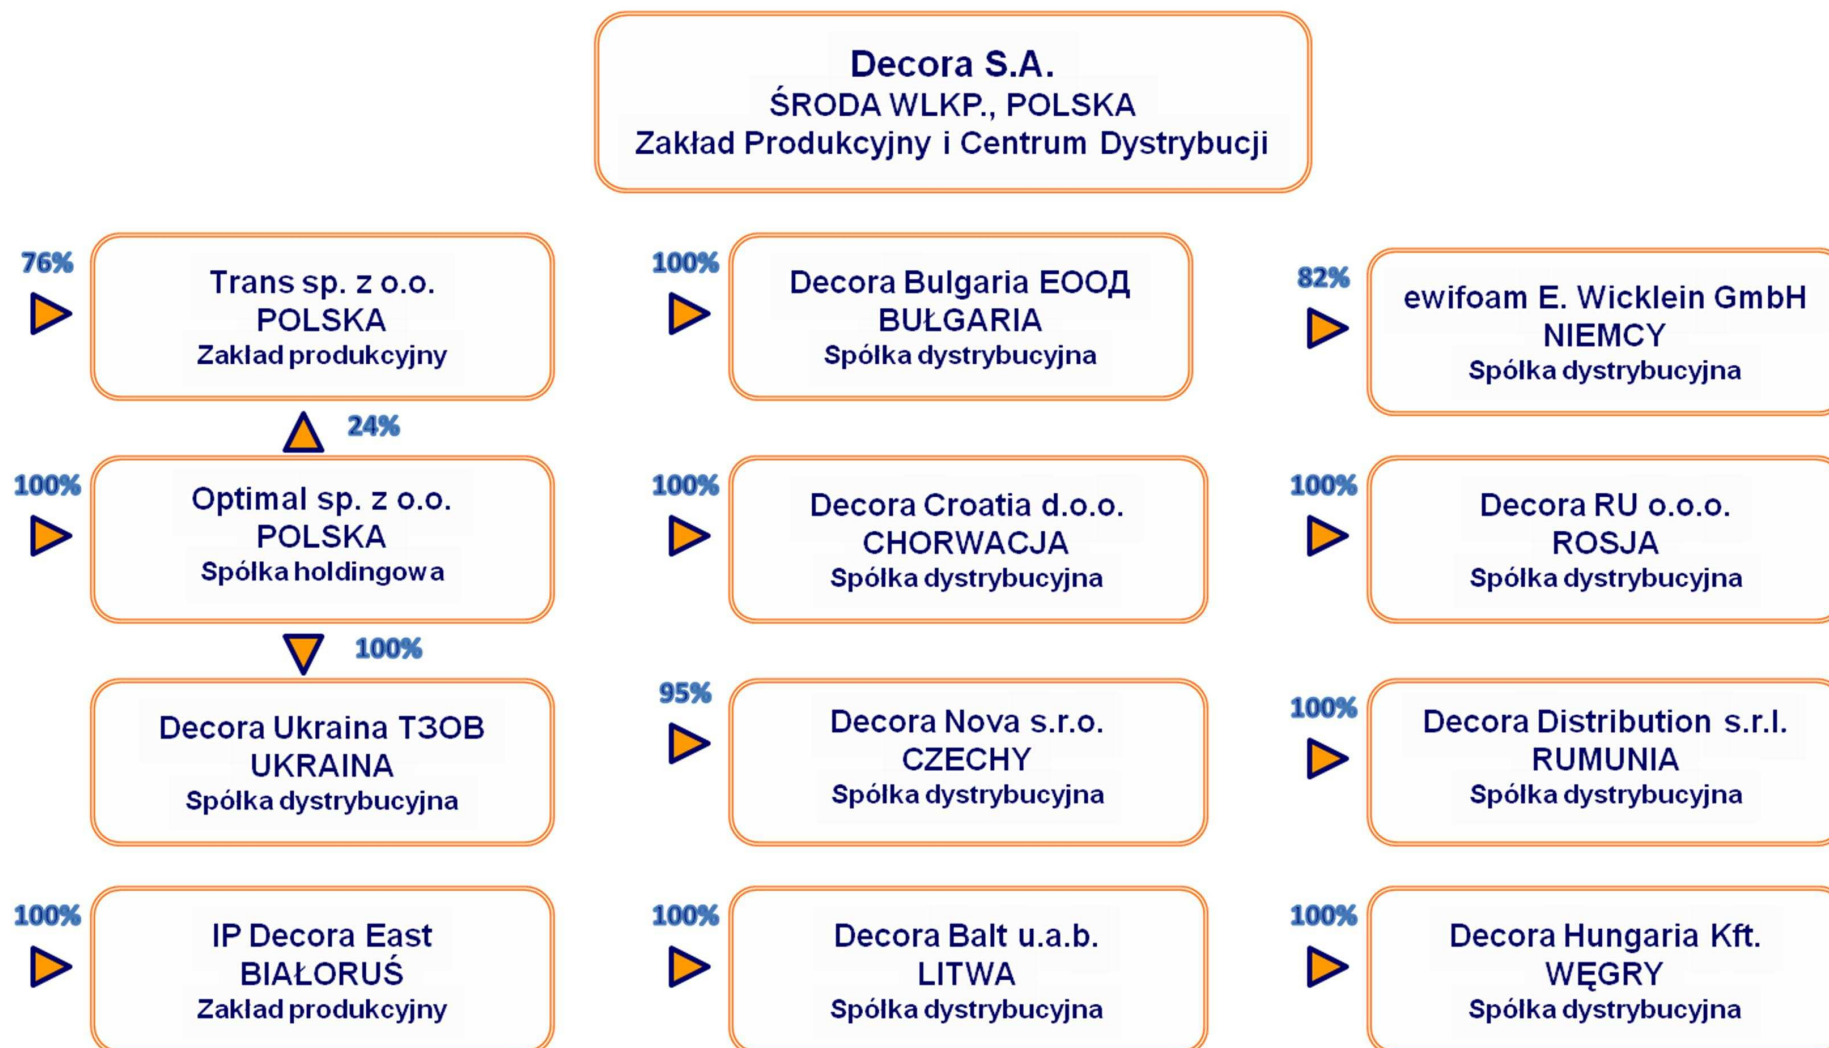 Decora S.A.
ŚRODA WLKP., POLSKA
Zakład Produkcyjny i Centrum Dystrybucji
76%
Trans sp. z o.o.
POLSKA
Zakład produkcyjny
100%
Decora Bulgaria ЕООД
BUŁGARIA
Spółka dystrybucyjna
82%
ewifoam E. Wicklein GmbH
NIEMCY
Spółka dystrybucyjna
24%
100%
Optimal sp. z o.o.
POLSKA
Spółka holdingowa
100%
Decora Croatia d.o.o.
CHORWACJA
Spółka dystrybucyjna
100%
Decora RU o.o.o.
ROSJA
Spółka dystrybucyjna
100%
Decora Ukraina ТЗОВ
UKRAINA
Spółka dystrybucyjna
95%
Decora Nova s.r.o.
CZECHY
Spółka dystrybucyjna
100%
Decora Distribution s.r.l.
RUMUNIA
Spółka dystrybucyjna
100%
IP Decora East
BIAŁORUŚ
Zakład produkcyjny
100%
Decora Balt u.a.b.
LITWA
Spółka dystrybucyjna
100%
Decora Hungaria Kft.
WĘGRY
Spółka dystrybucyjna